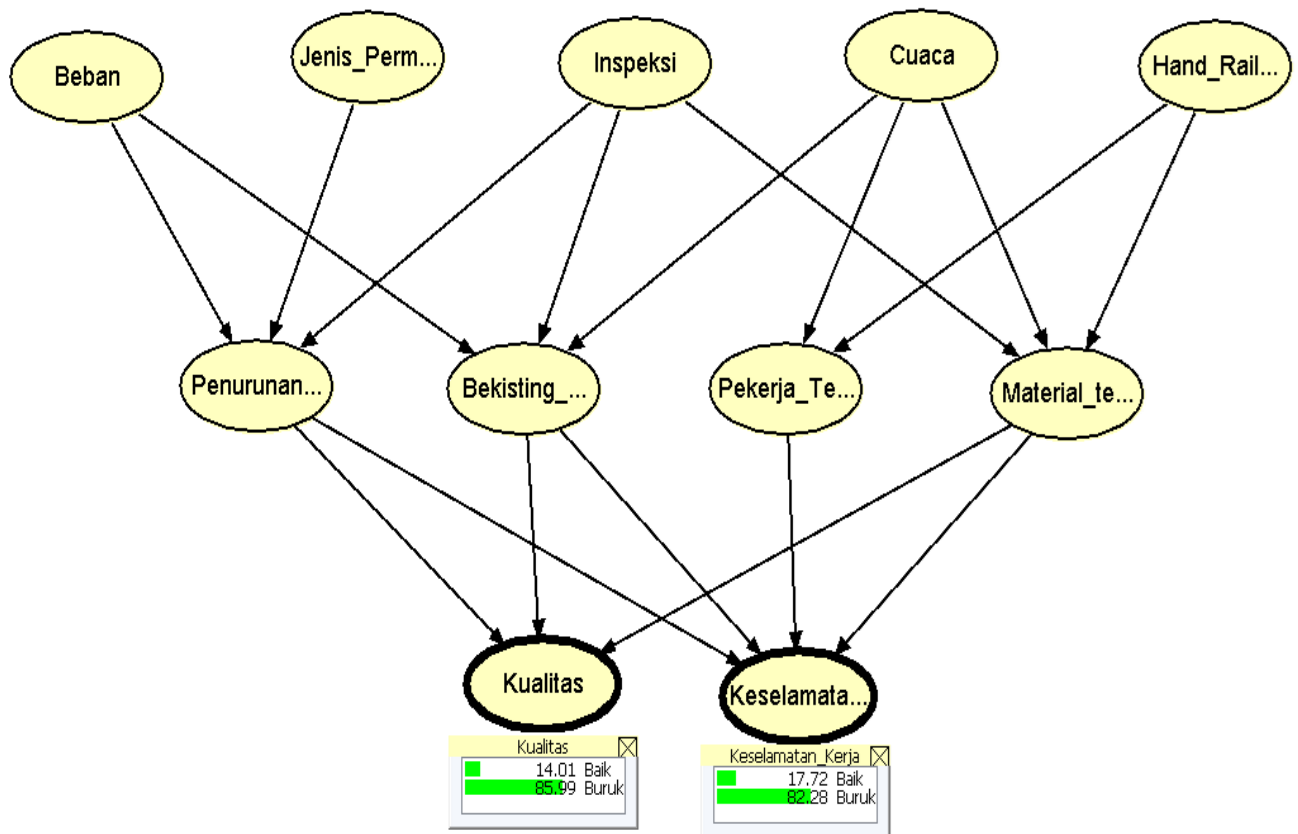 Beban
Jenis_Perm...
Inspeksi
Cuaca
Hand_Rail...
Penurunan...
Bekisting_...
Pekerja_Te...
Material_te...
Kualitas
Keselamata...
Kualitas
14.01 Baik
85.99 Buruk
Keselamatan_Kerja
17.72 Baik
82.28 Buruk